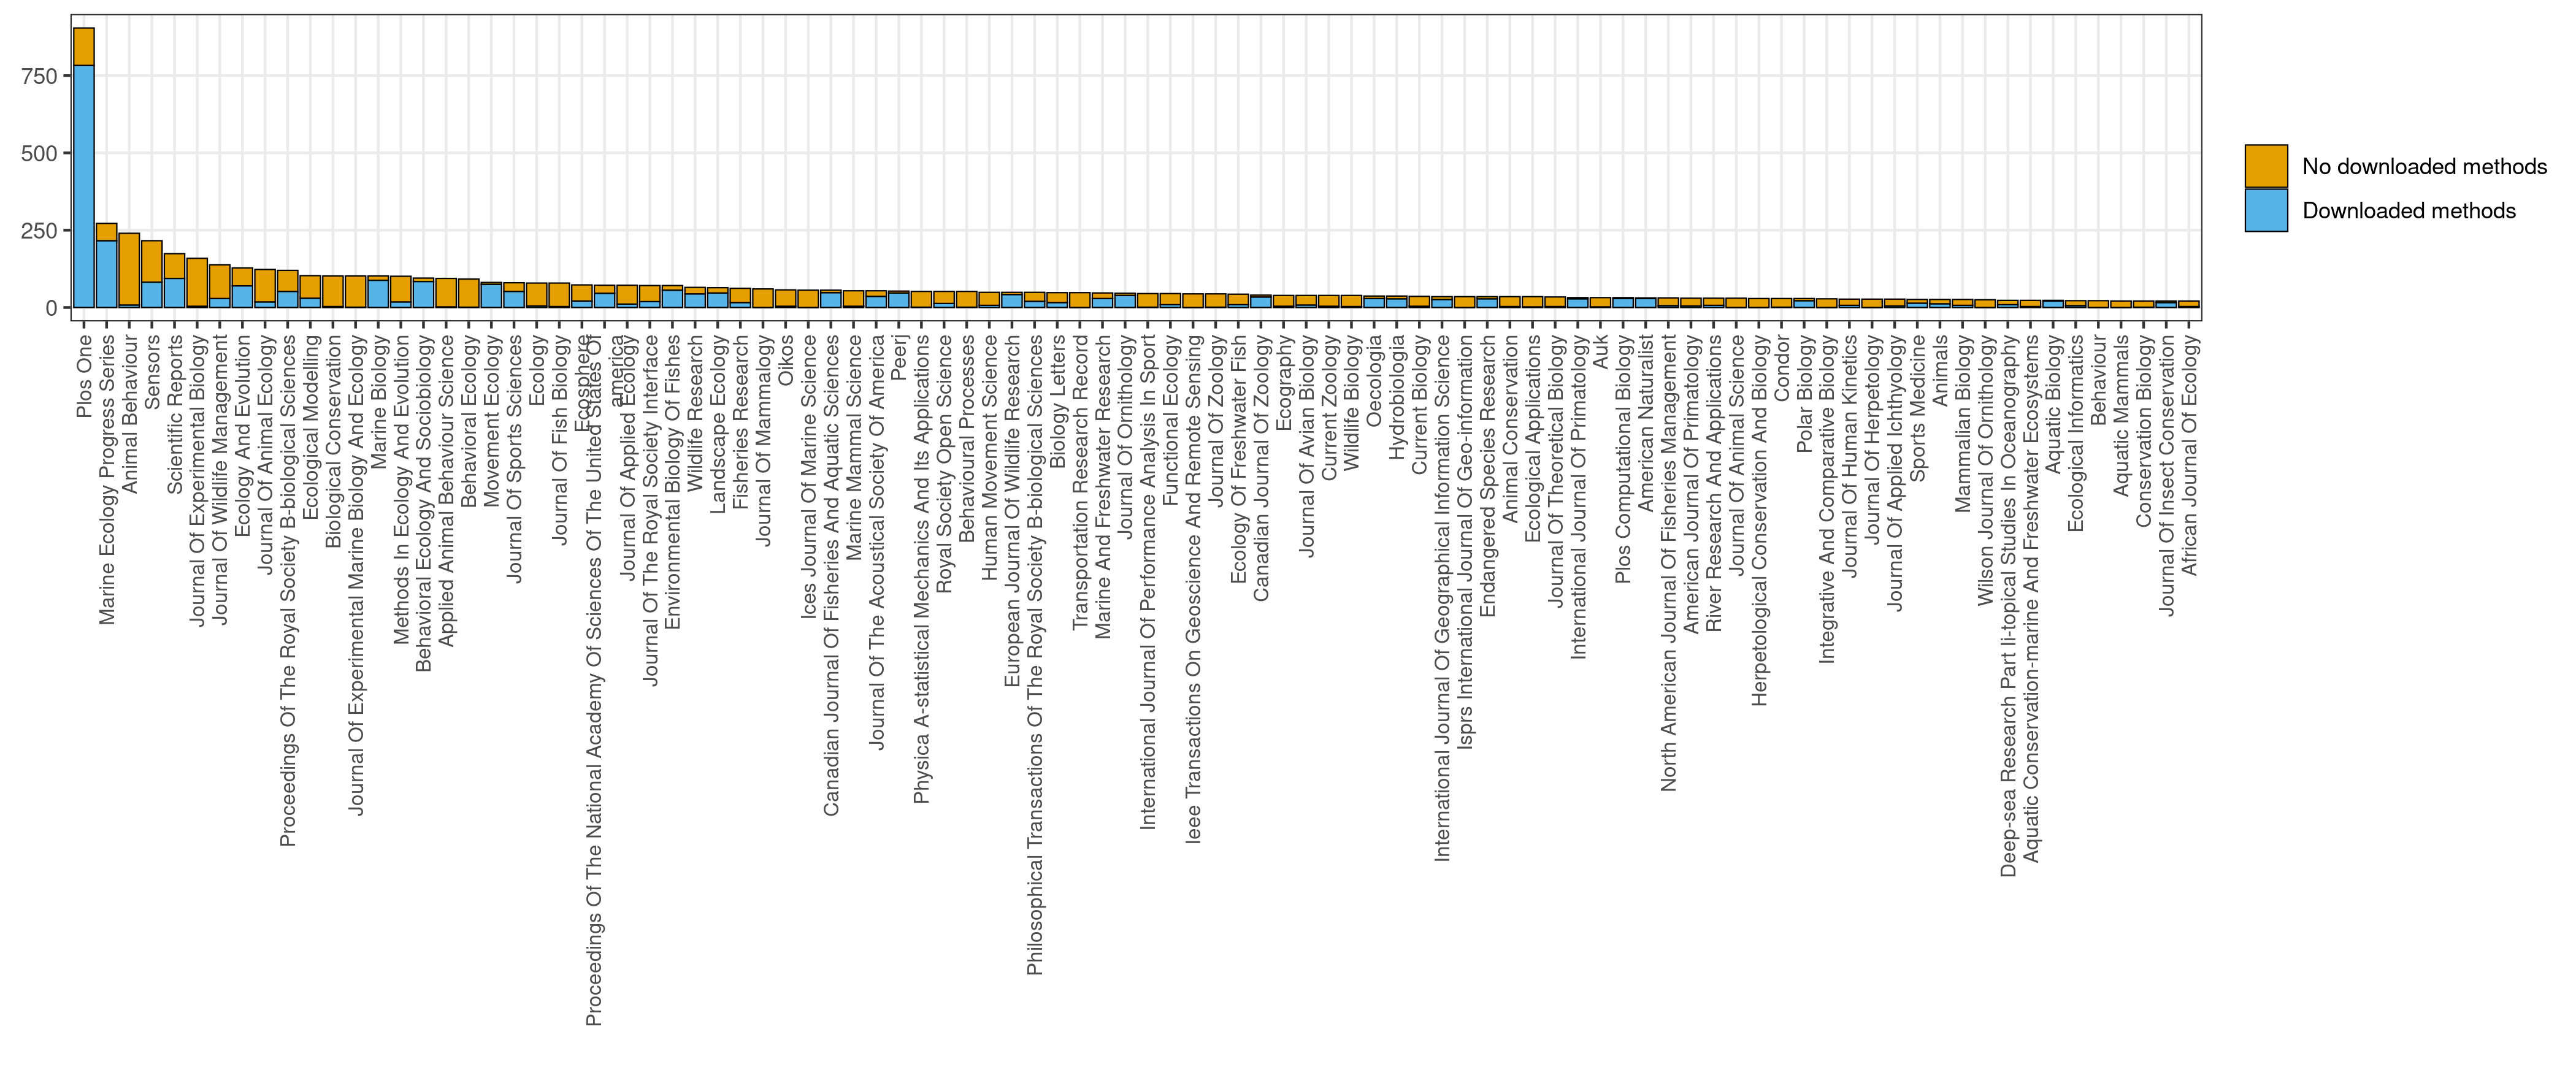 750
500
250
0
Plos One
Marine Ecology Progress Series
Animal Behaviour
Sensors
Scientific Reports
Journal Of Experimental Biology
Journal Of Wildlife Management
Ecology And Evolution
Journal Of Animal Ecology
Proceedings Of The Royal Society B-biological Sciences
Ecological Modelling
Biological Conservation
Journal Of Experimental Marine Biology And Ecology
Marine Biology
Methods In Ecology And Evolution
Behavioral Ecology And Sociobiology
Applied Animal Behaviour Science
Behavioral Ecology
Movement Ecology
Journal Of Sports Sciences
Ecology
Journal Of Fish Biology
Ecosphere
Proceedings Of The National Academy Of Sciences Of The United States Of
america
Journal Of Applied Ecology
Journal Of The Royal Society Interface
Environmental Biology Of Fishes
Wildlife Research
Landscape Ecology
Fisheries Research
Journal Of Mammalogy
Oikos
Ices Journal Of Marine Science
Canadian Journal Of Fisheries And Aquatic Sciences
Marine Mammal Science
Journal Of The Acoustical Society Of America
Peerj
Physica A-statistical Mechanics And Its Applications
Royal Society Open Science
Behavioural Processes
Human Movement Science
European Journal Of Wildlife Research
Philosophical Transactions Of The Royal Society B-biological Sciences
Biology Letters
Transportation Research Record
Marine And Freshwater Research
Journal Of Ornithology
International Journal Of Performance Analysis In Sport
Functional Ecology
Ieee Transactions On Geoscience And Remote Sensing
Journal Of Zoology
Ecology Of Freshwater Fish
Canadian Journal Of Zoology
Ecography
Journal Of Avian Biology
Current Zoology
Wildlife Biology
Oecologia
Hydrobiologia
Current Biology
International Journal Of Geographical Information Science
Isprs International Journal Of Geo-information
Endangered Species Research
Animal Conservation
Ecological Applications
Journal Of Theoretical Biology
International Journal Of Primatology
Auk
Plos Computational Biology
American Naturalist
North American Journal Of Fisheries Management
American Journal Of Primatology
River Research And Applications
Journal Of Animal Science
Herpetological Conservation And Biology
Condor
Polar Biology
Integrative And Comparative Biology
Journal Of Human Kinetics
Journal Of Herpetology
Journal Of Applied Ichthyology
Sports Medicine
Animals
Mammalian Biology
Wilson Journal Of Ornithology
Deep-sea Research Part Ii-topical Studies In Oceanography
Aquatic Conservation-marine And Freshwater Ecosystems
Aquatic Biology
Ecological Informatics
Behaviour
Aquatic Mammals
Conservation Biology
Journal Of Insect Conservation
African Journal Of Ecology
No downloaded methods
Downloaded methods